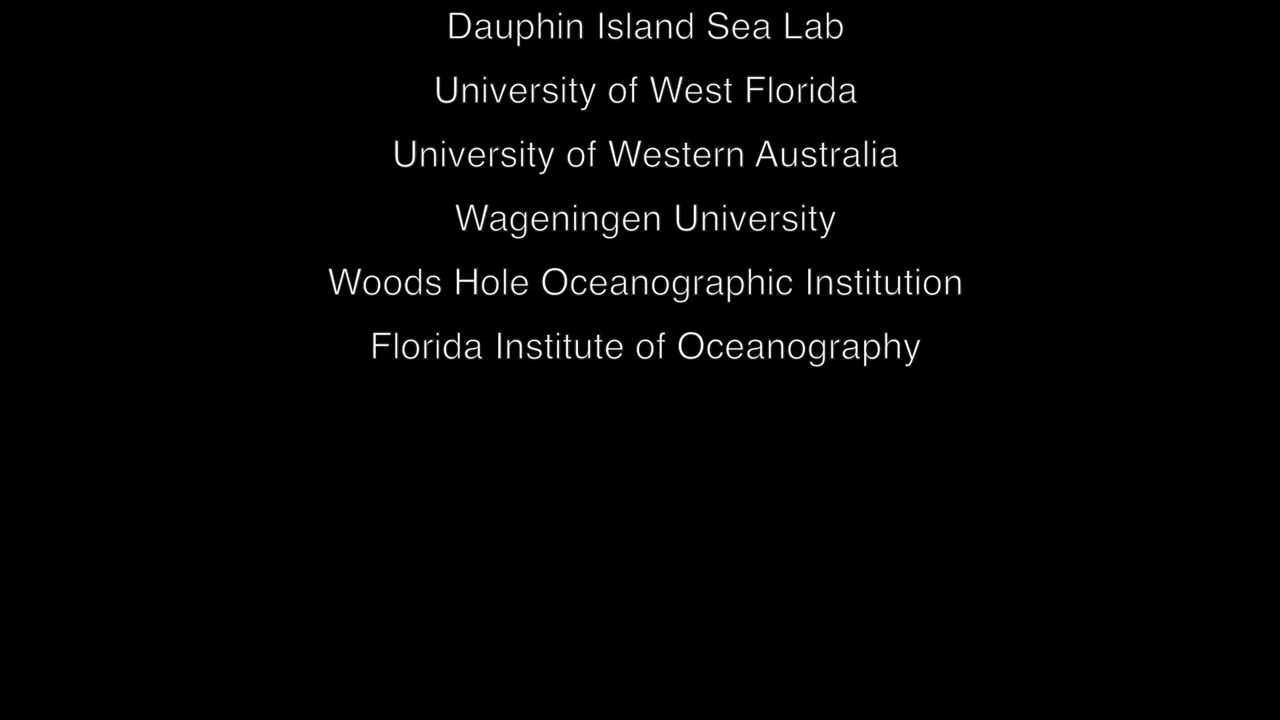 Dauphin Island Sea Lab
University of West Florida
University of Western Australia
Wageningen University
Woods Hole Oceanographic Institution
Florida Institute of Oceanography